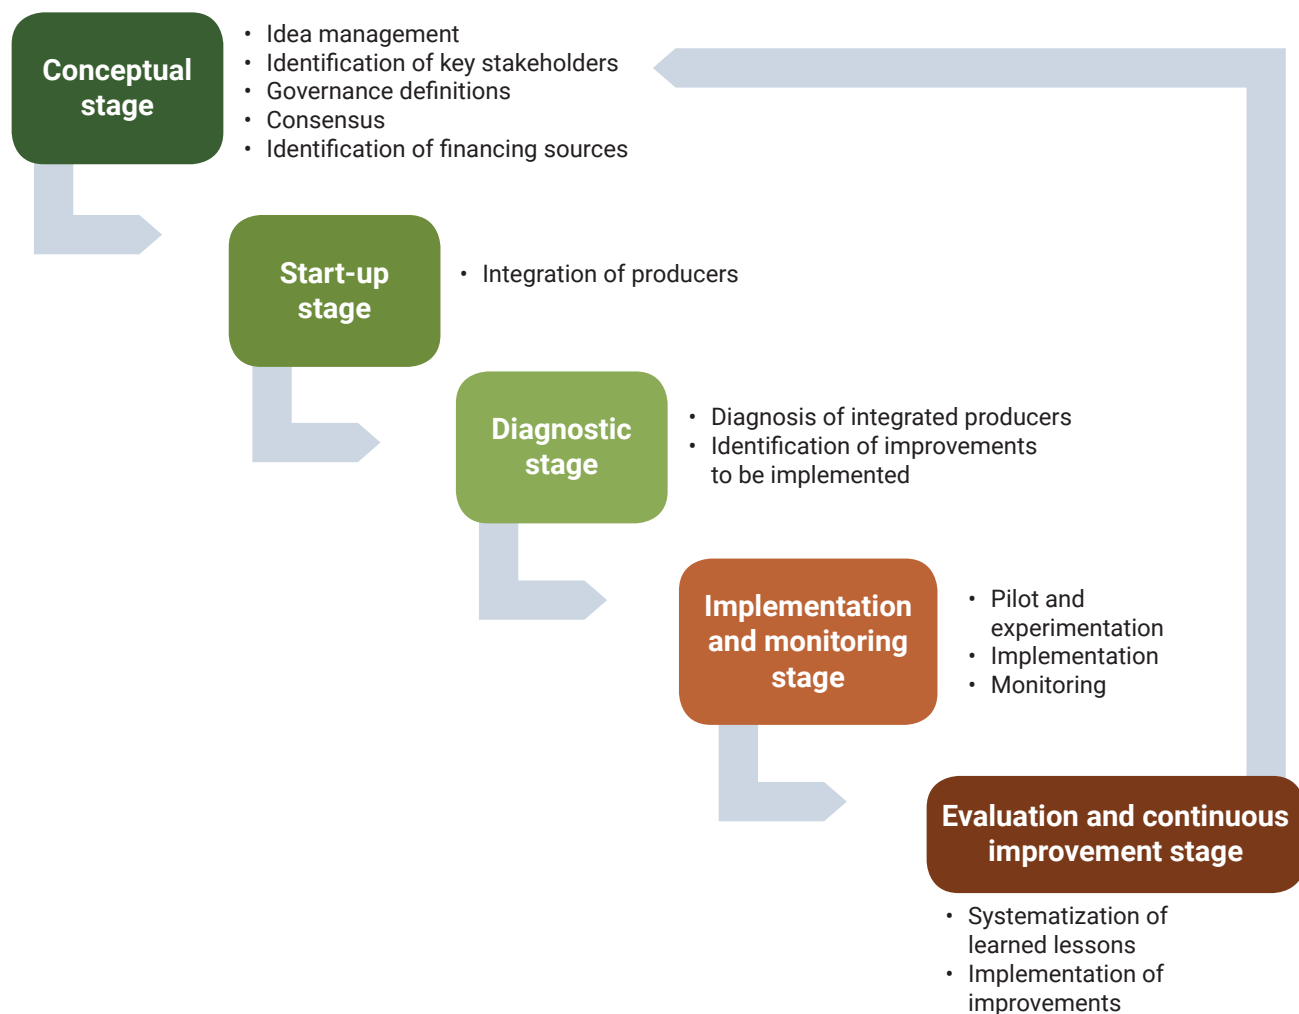 Conceptual
stage
• Idea management
• Identification of key stakeholders
• Governance definitions
• Consensus
• Identification of financing sources
Start-up
stage
• Integration of producers
Diagnostic
stage
• Diagnosis of integrated producers
• Identification of improvements
to be implemented
Implementation
and monitoring
stage
• Pilot and
experimentation
• Implementation
• Monitoring
Evaluation and continuous
improvement stage
• Systematization of
learned lessons
• Implementation of
improvements